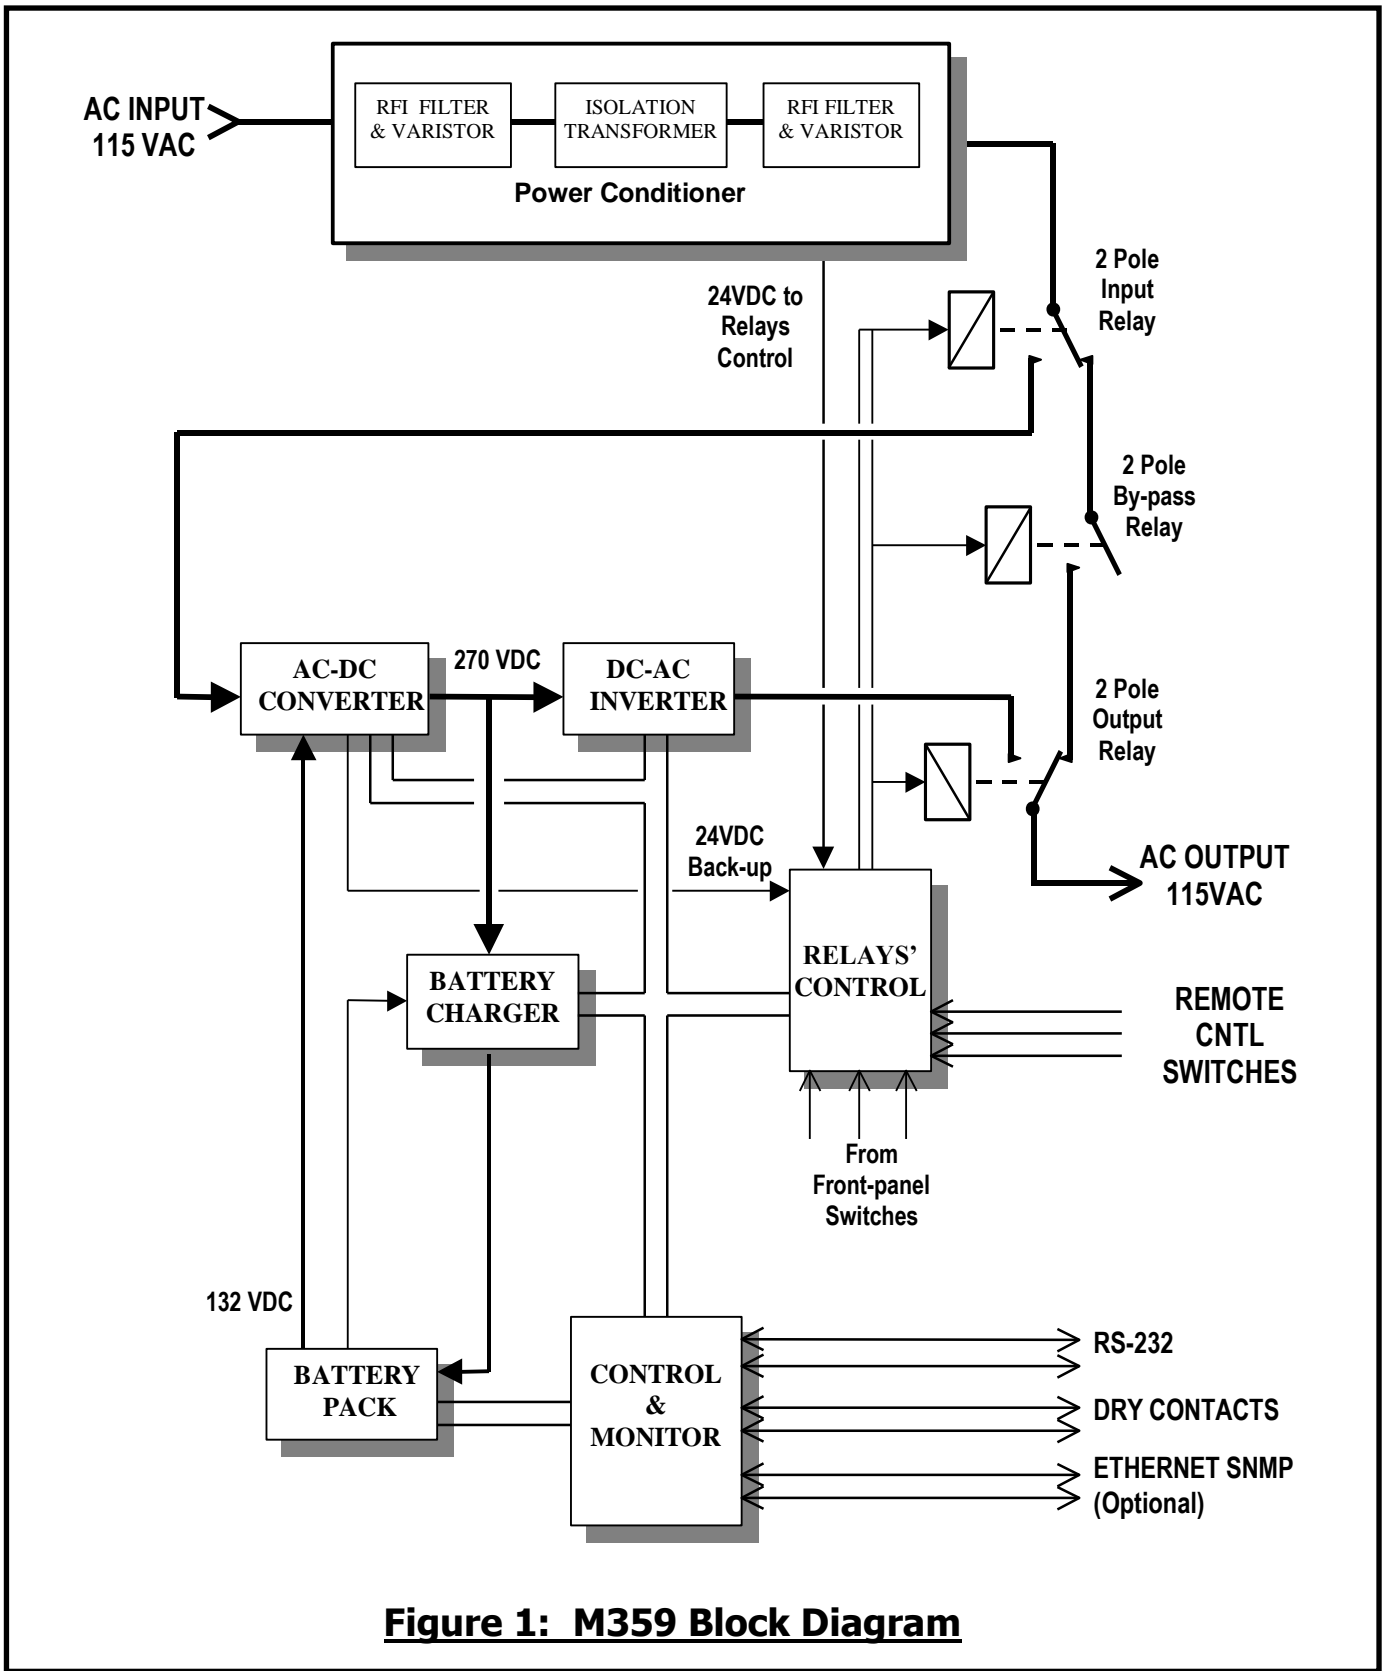 AC INPUT
115 VAC
RFI FILTER
& VARISTOR
ISOLATION
TRANSFORMER
RFI FILTER
& VARISTOR
Power Conditioner
2 Pole
Input
Relay
24VDC to
Relays
Control
2 Pole
By-pass
Relay
AC-DC
CONVERTER
270 VDC
DC-AC
INVERTER
2 Pole
Output
Relay
24VDC
Back-up
AC OUTPUT
115VAC
RELAYS’
CONTROL
BATTERY
CHARGER
REMOTE
CNTL
SWITCHES
From
Front-panel
Switches
132 VDC
BATTERY
PACK
CONTROL
&
MONITOR
RS-232
DRY CONTACTS
ETHERNET SNMP
(Optional)
Figure 1: M359 Block Diagram